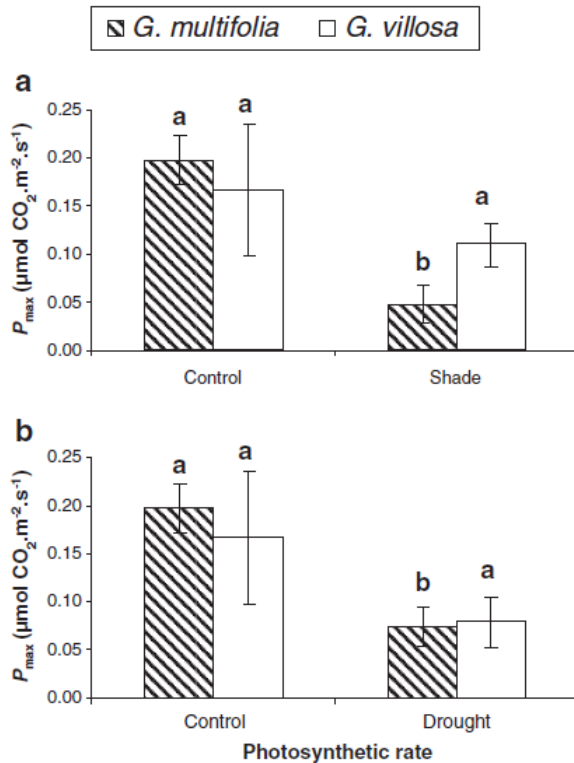 G. multifolia G. villosa
a
P_max (µmol CO₂.m⁻².s⁻¹)
0.25
0.20
0.15
0.10
0.05
0.00
a a
b a
Control Shade
b
P_max (µmol CO₂.m⁻².s⁻¹)
0.25
0.20
0.15
0.10
0.05
0.00
a a
b a
Control Drought
Photosynthetic rate